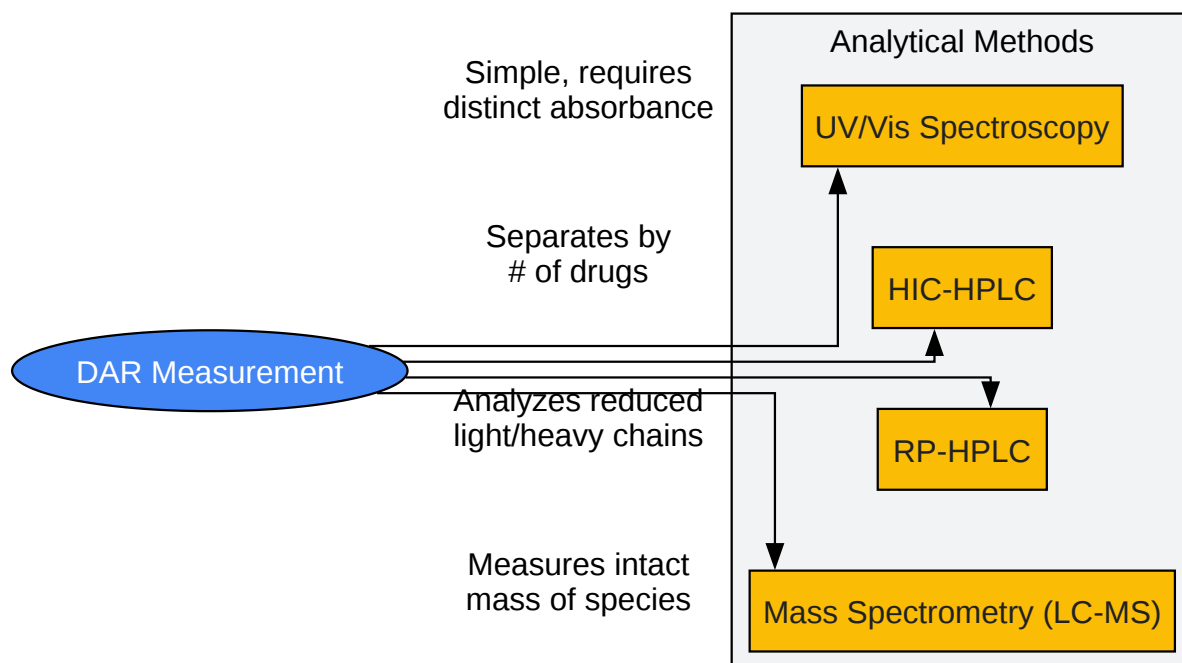 Analytical Methods
Simple, requires
distinct absorbance
UV/Vis Spectroscopy
Separates by
# of drugs
HIC-HPLC
DAR Measurement
Analyzes reduced
light/heavy chains
RP-HPLC
Measures intact
mass of species
Mass Spectrometry (LC-MS)